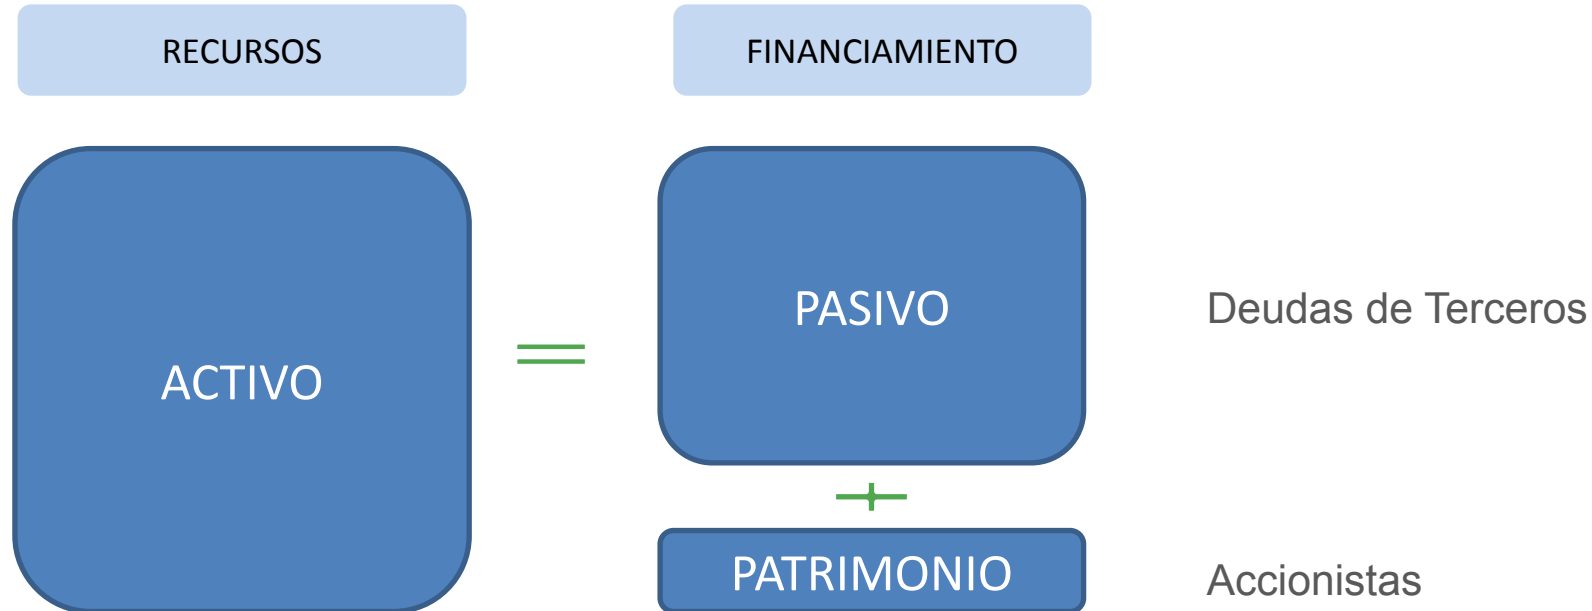 RECURSOS
FINANCIAMIENTO
ACTIVO
=
PASIVO
Deudas de Terceros
+
PATRIMONIO
Accionistas